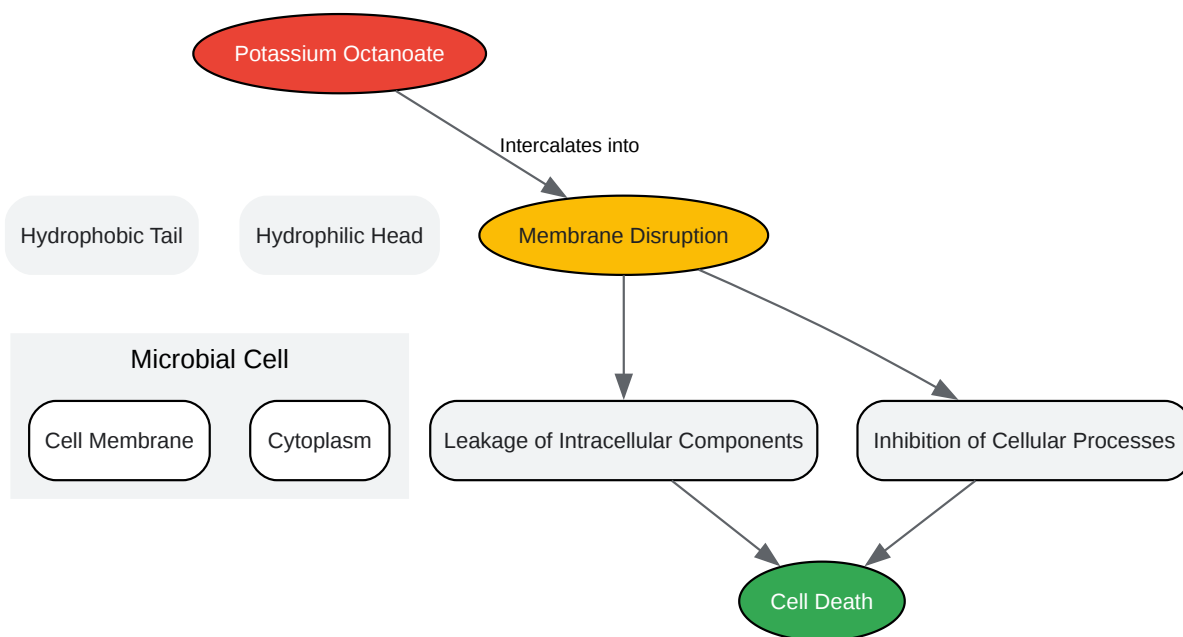 Potassium Octanoate
Intercalates into
Hydrophobic Tail
Hydrophilic Head
Membrane Disruption
Microbial Cell
Cell Membrane
Cytoplasm
Leakage of Intracellular Components
Inhibition of Cellular Processes
Cell Death